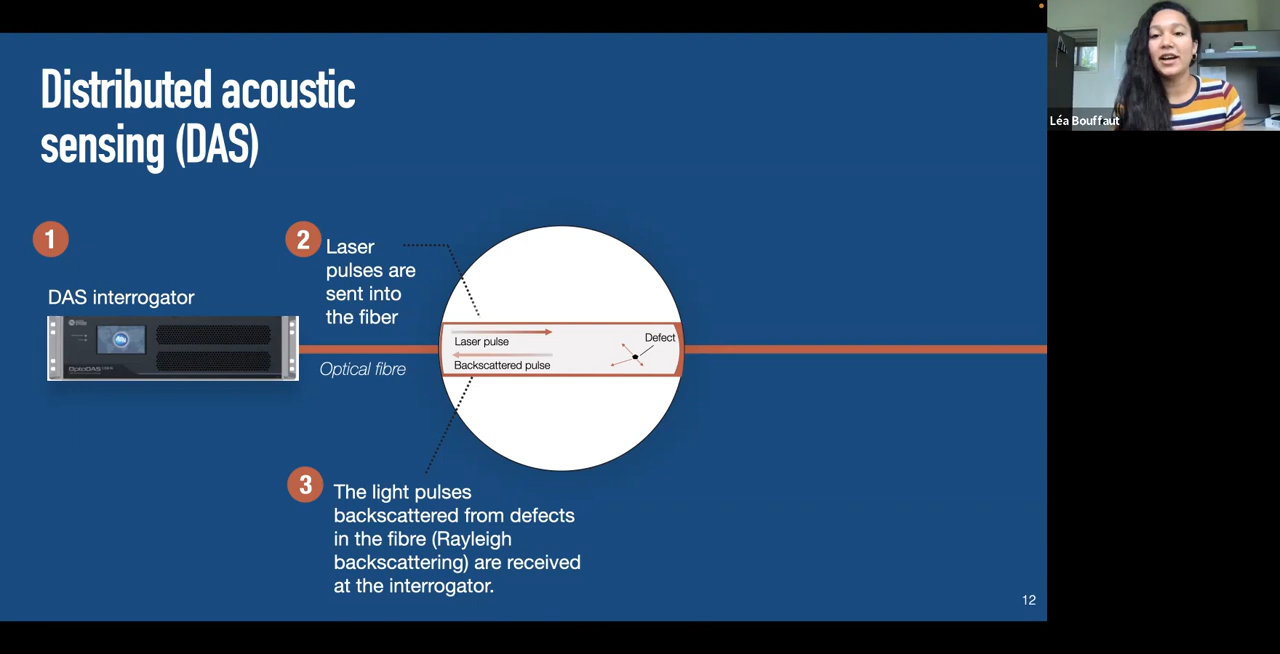 Distributed acoustic
sensing (DAS)
Léa Bouffaut
1
DAS interrogator
OptoDAS
2
Laser
pulses are
sent into
the fiber
Optical fibre
Laser pulse
Backscattered pulse
Defect
3
The light pulses
backscattered from defects
in the fibre (Rayleigh
backscattering) are received
at the interrogator.
12